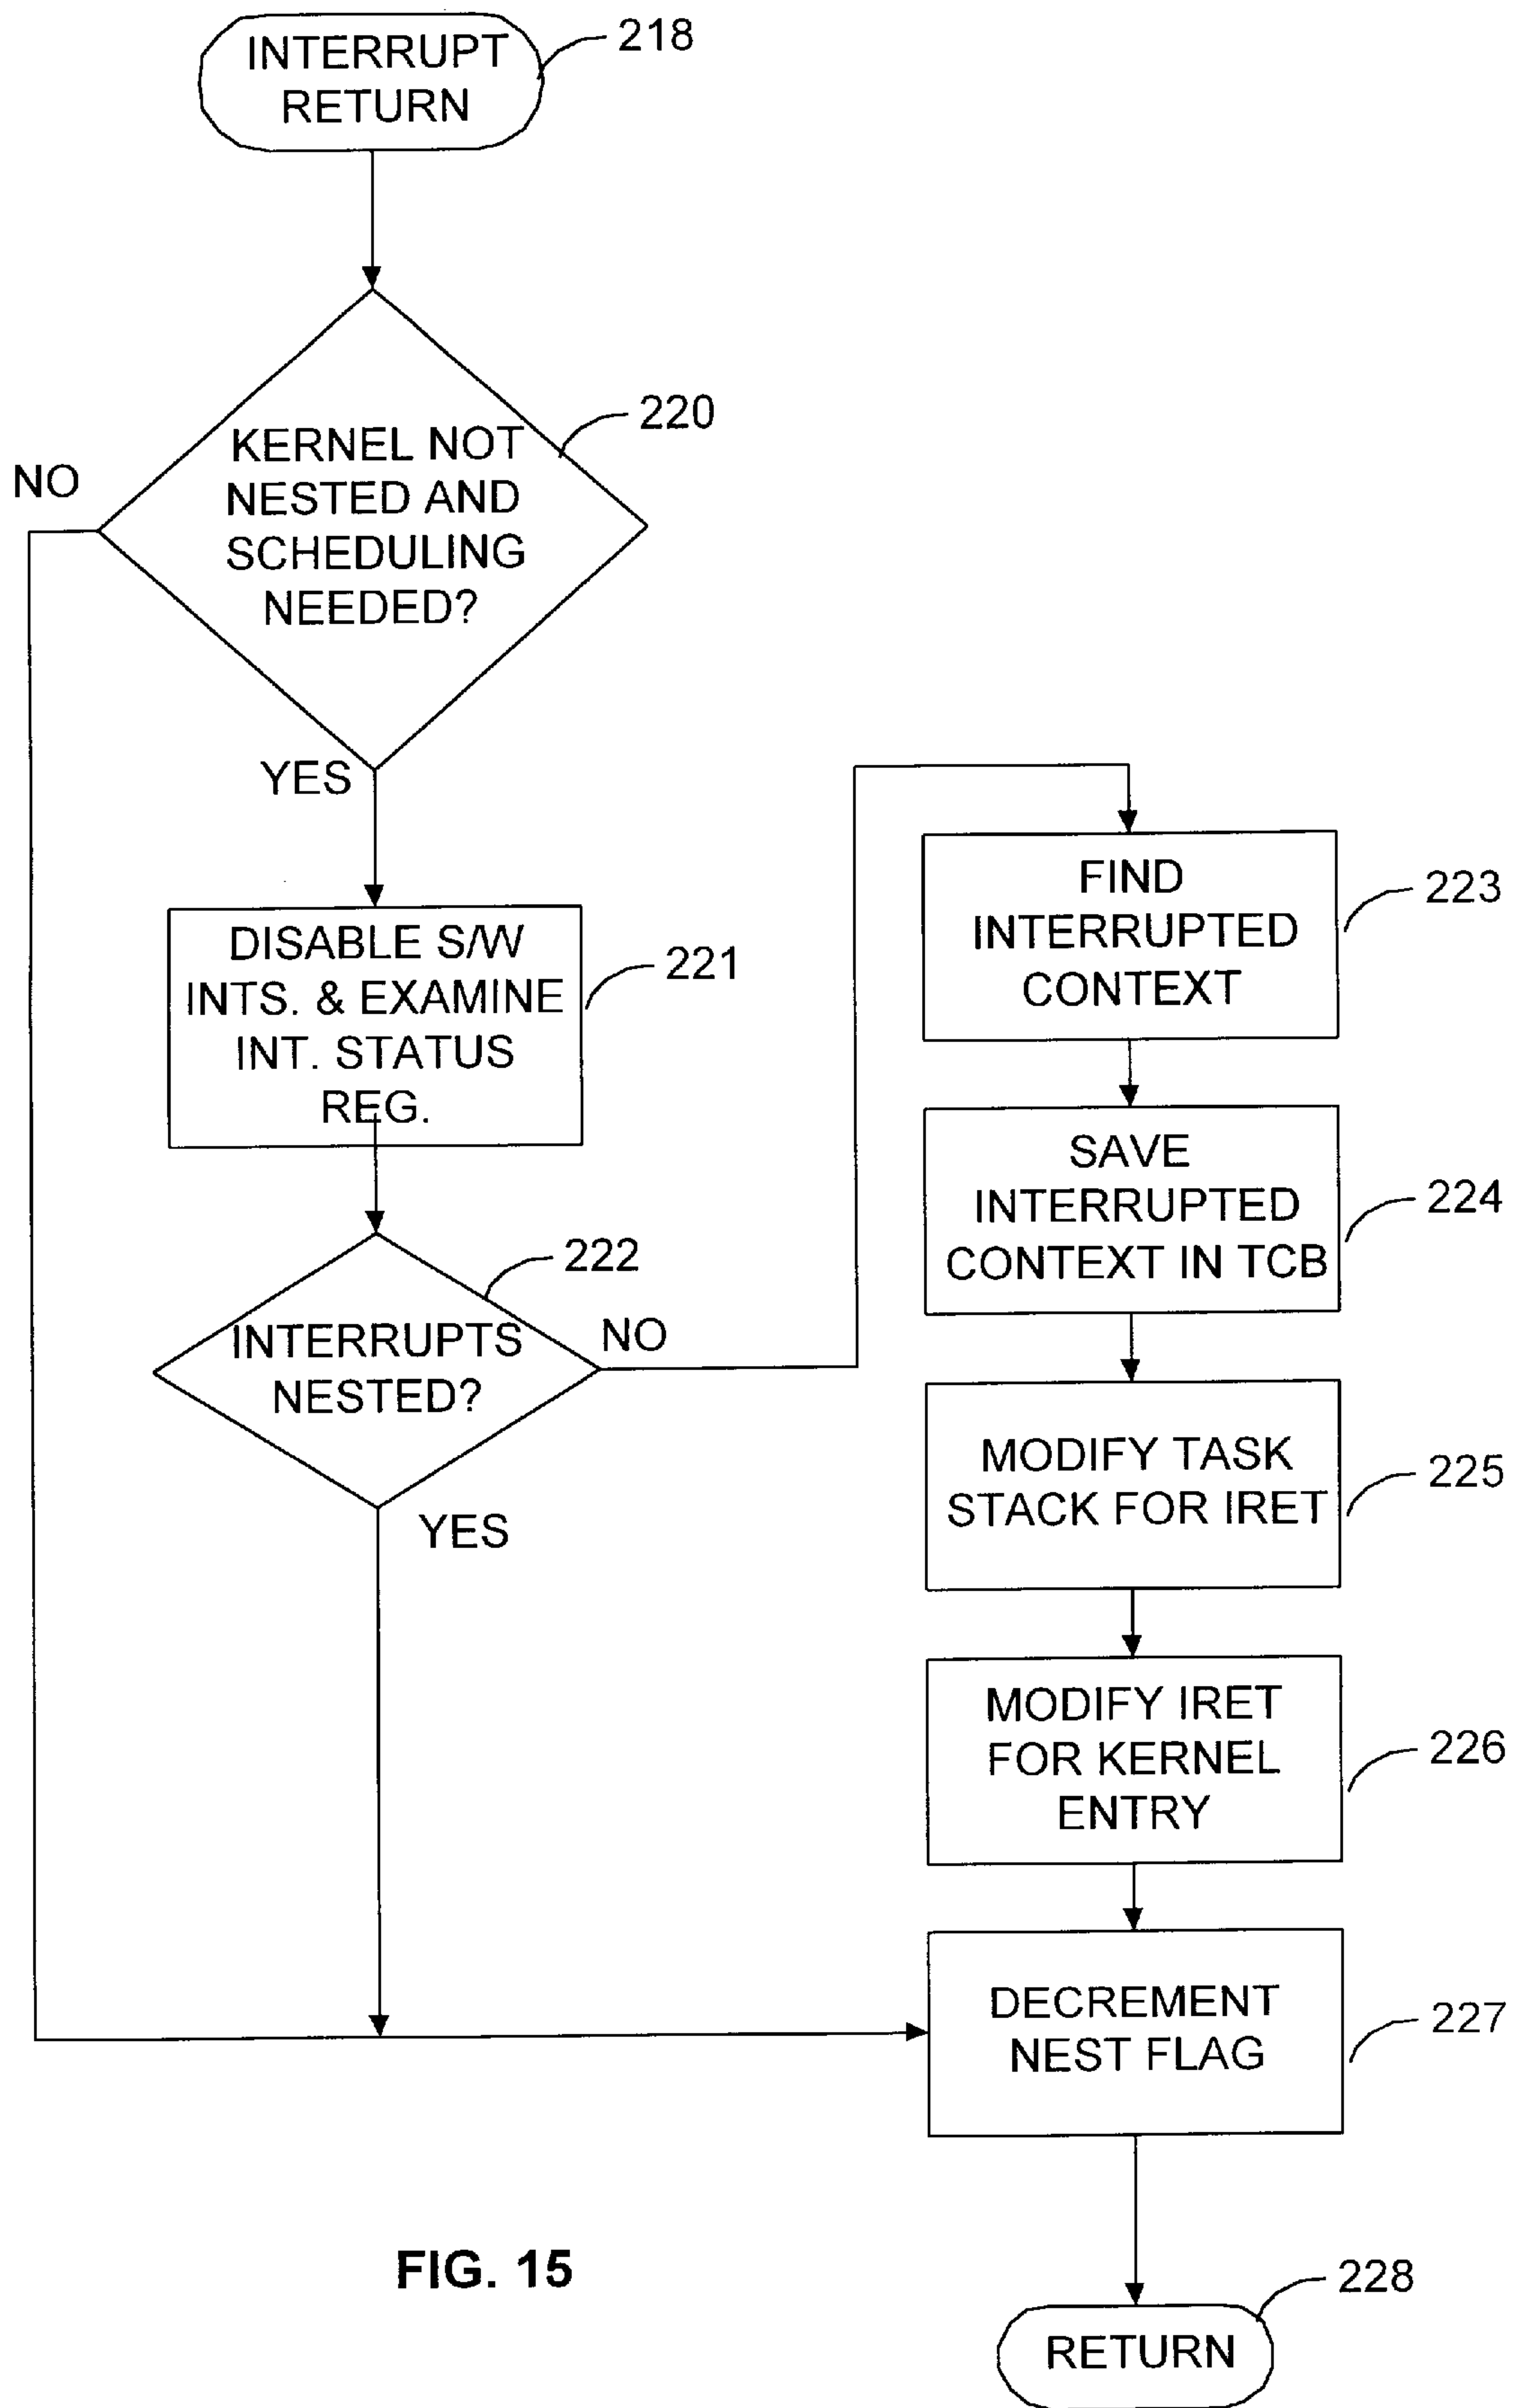 INTERRUPT
RETURN
218
KERNEL NOT
NESTED AND
SCHEDULING
NEEDED?
220
NO
YES
DISABLE S/W
INTS. & EXAMINE
INT. STATUS
REG.
221
INTERRUPTS
NESTED?
222
NO
YES
FIND
INTERRUPTED
CONTEXT
223
SAVE
INTERRUPTED
CONTEXT IN TCB
224
MODIFY TASK
STACK FOR IRET
225
MODIFY IRET
FOR KERNEL
ENTRY
226
DECREMENT
NEST FLAG
227
RETURN
228
FIG. 15